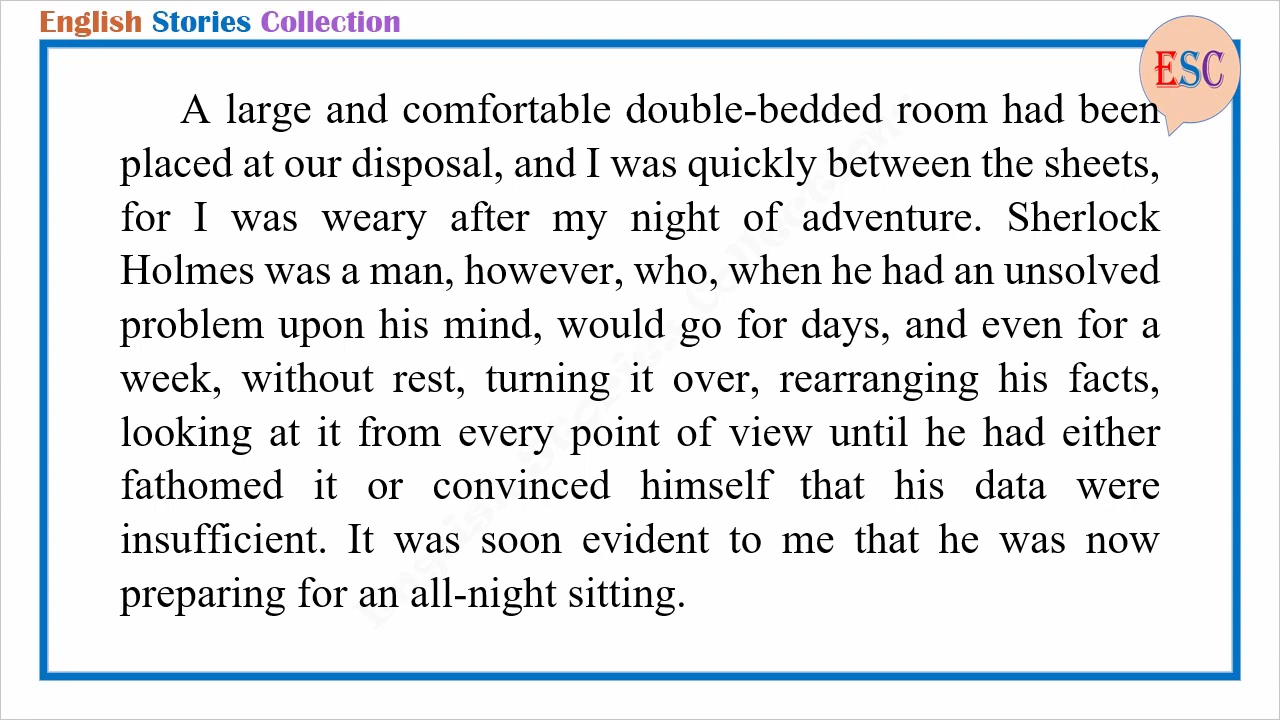 English Stories Collection
ESC
A large and comfortable double-bedded room had been
placed at our disposal, and I was quickly between the sheets,
for I was weary after my night of adventure. Sherlock
Holmes was a man, however, who, when he had an unsolved
problem upon his mind, would go for days, and even for a
week, without rest, turning it over, rearranging his facts,
looking at it from every point of view until he had either
fathomed it or convinced himself that his data were
insufficient. It was soon evident to me that he was now
preparing for an all-night sitting.
English Stories Collection